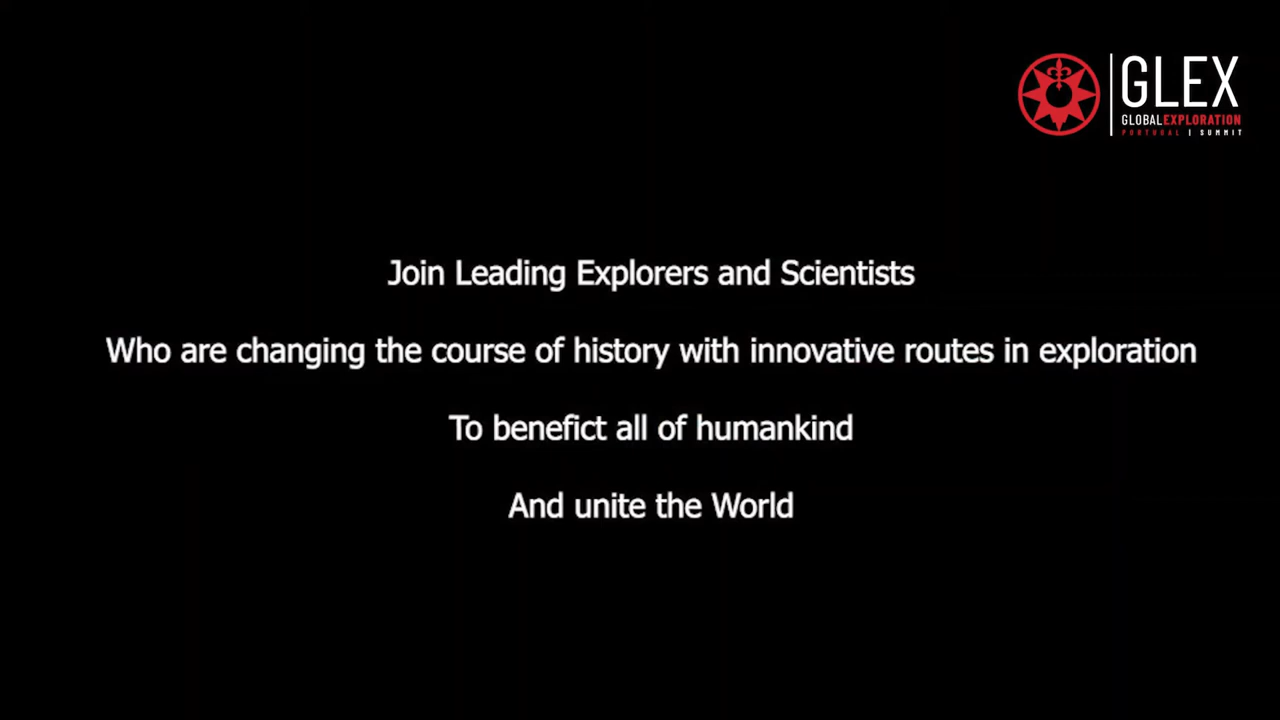 GLEX
GLOBALEXPLORATION
PORTUGAL | SUMMIT
Join Leading Explorers and Scientists
Who are changing the course of history with innovative routes in exploration
To benefict all of humankind
And unite the World